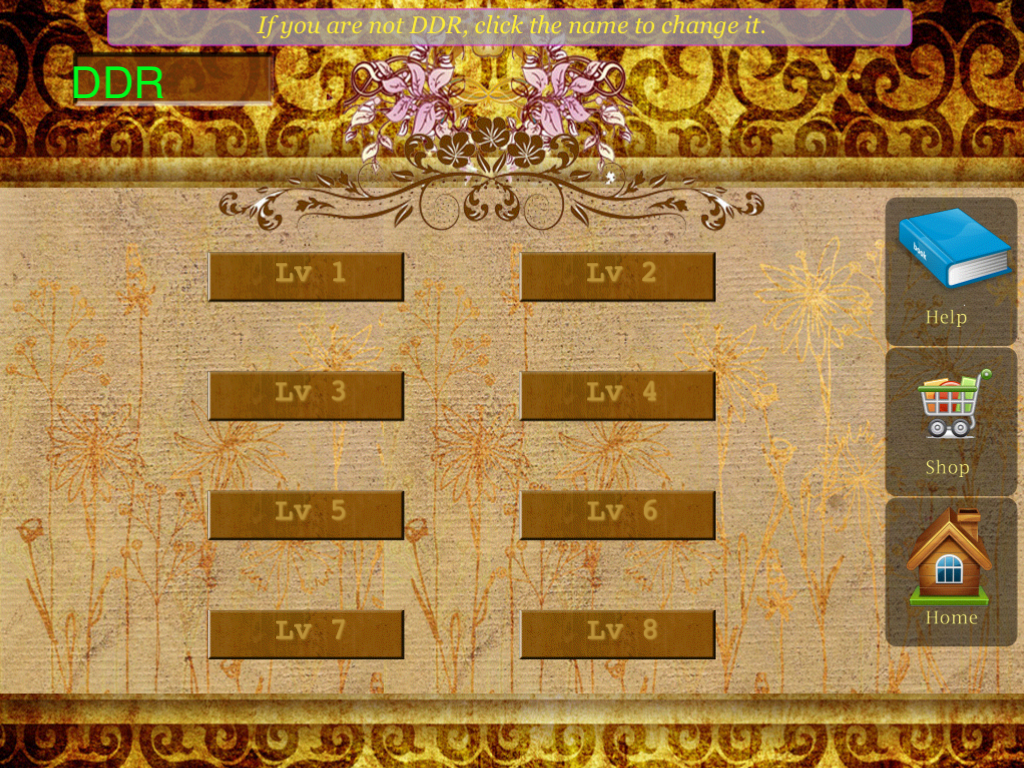 If you are not DDR, click the name to change it.
DDR
Lv 1
Lv 2
Lv 3
Lv 4
Lv 5
Lv 6
Lv 7
Lv 8
book
Help
Shop
Home